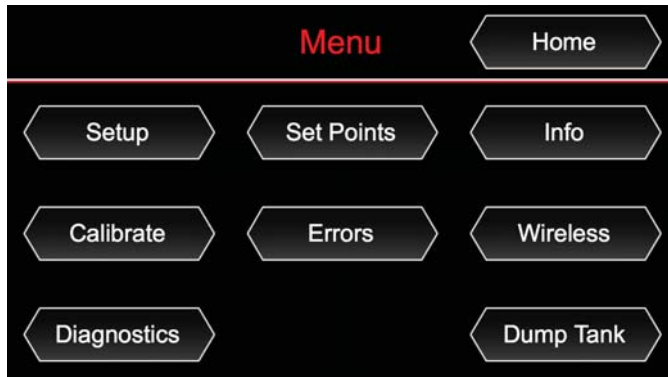 Menu
Home
Setup
Set Points
Info
Calibrate
Errors
Wireless
Diagnostics
Dump Tank